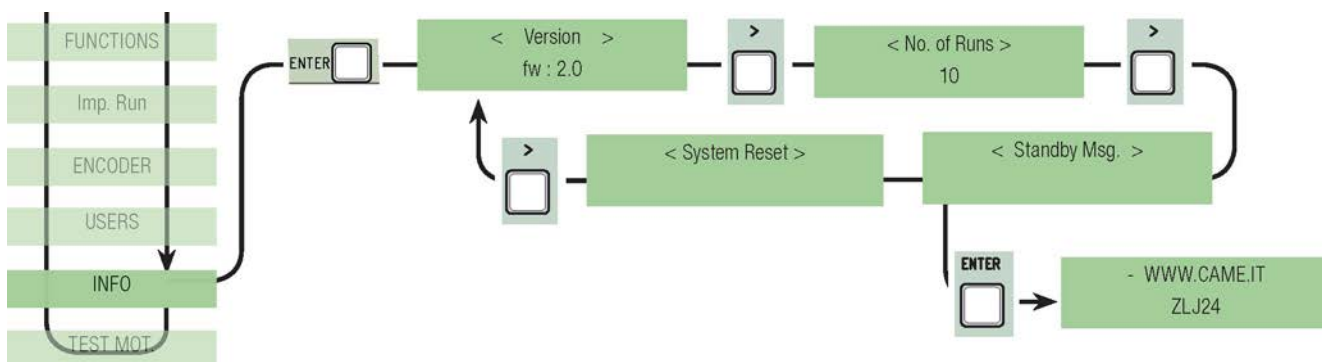 FUNCTIONS
Imp. Run
ENCODER
USERS
INFO
TEST MOT.
ENTER
< Version >
fw : 2.0
>
< No. of Runs >
10
>
< Standby Msg. >
< System Reset >
>
ENTER
- WWW.CAME.IT
ZLJ24